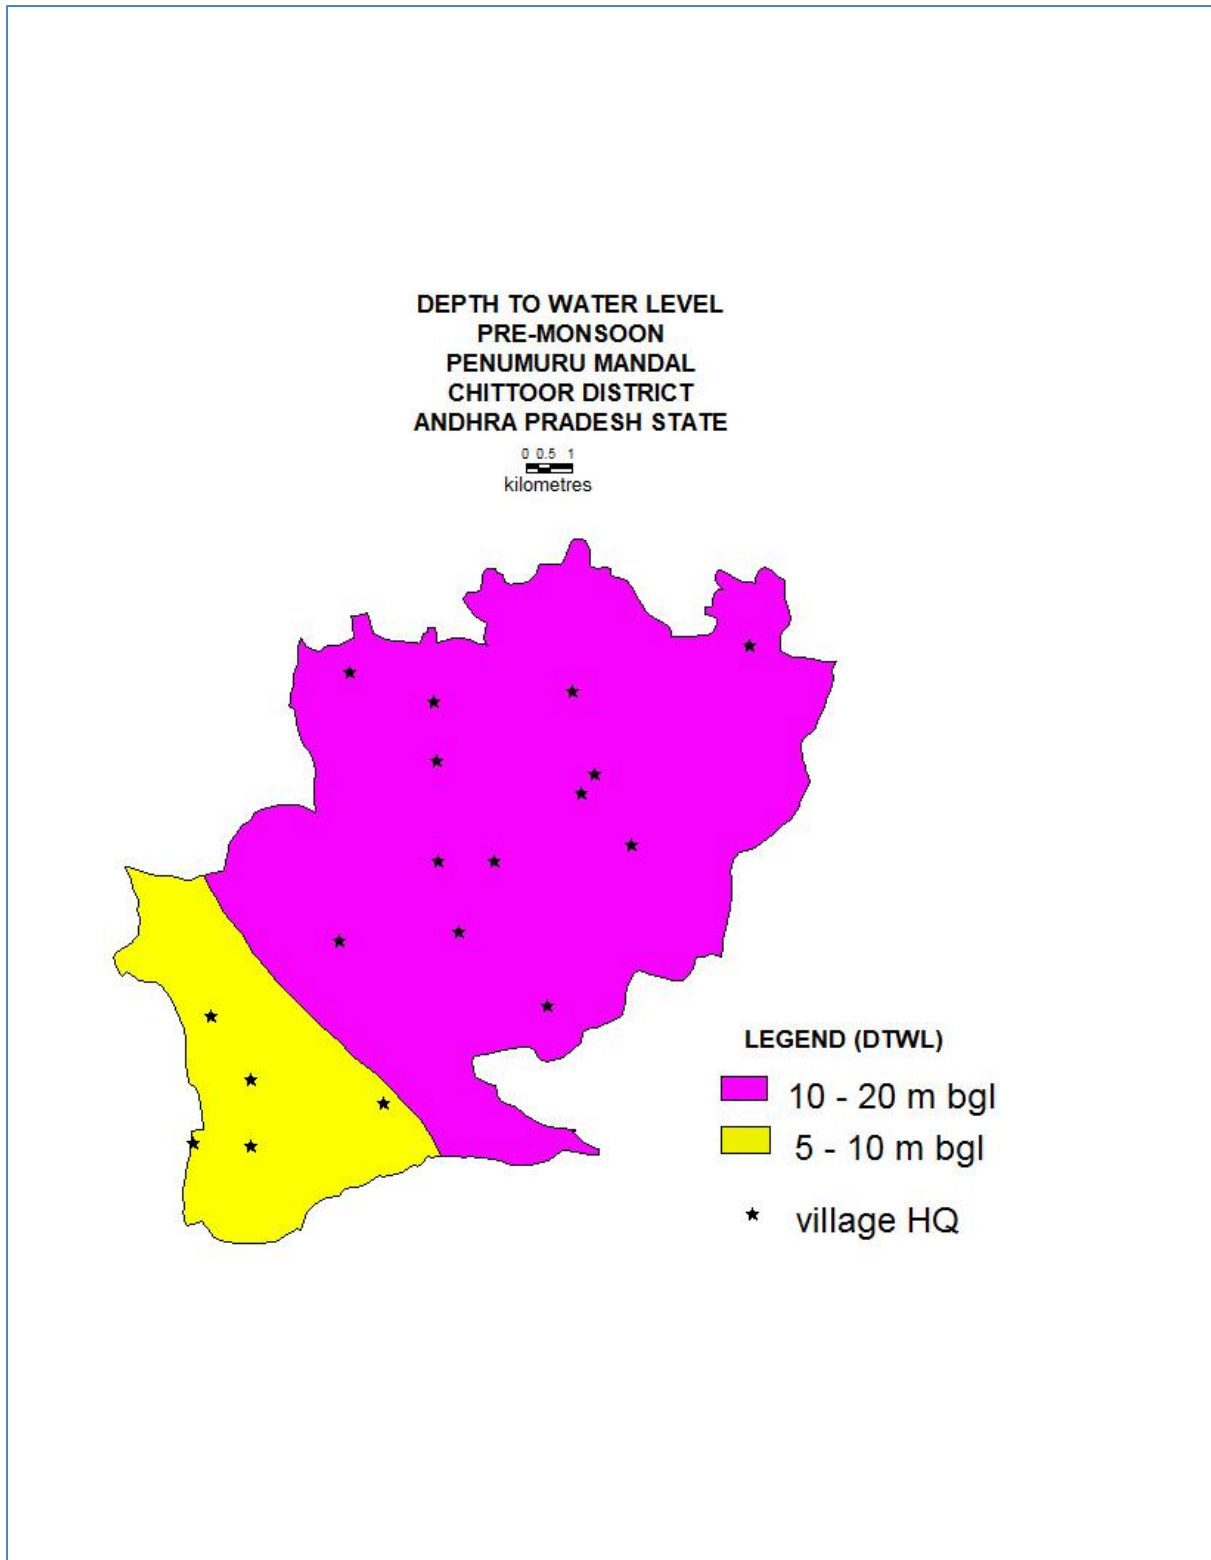 DEPTH TO WATER LEVEL
PRE-MONSOON
PENUMURU MANDAL
CHITTOOR DISTRICT
ANDHRA PRADESH STATE
0 0.5 1
kilometres
LEGEND (DTWL)
10 - 20 m bgl
5 - 10 m bgl
village HQ